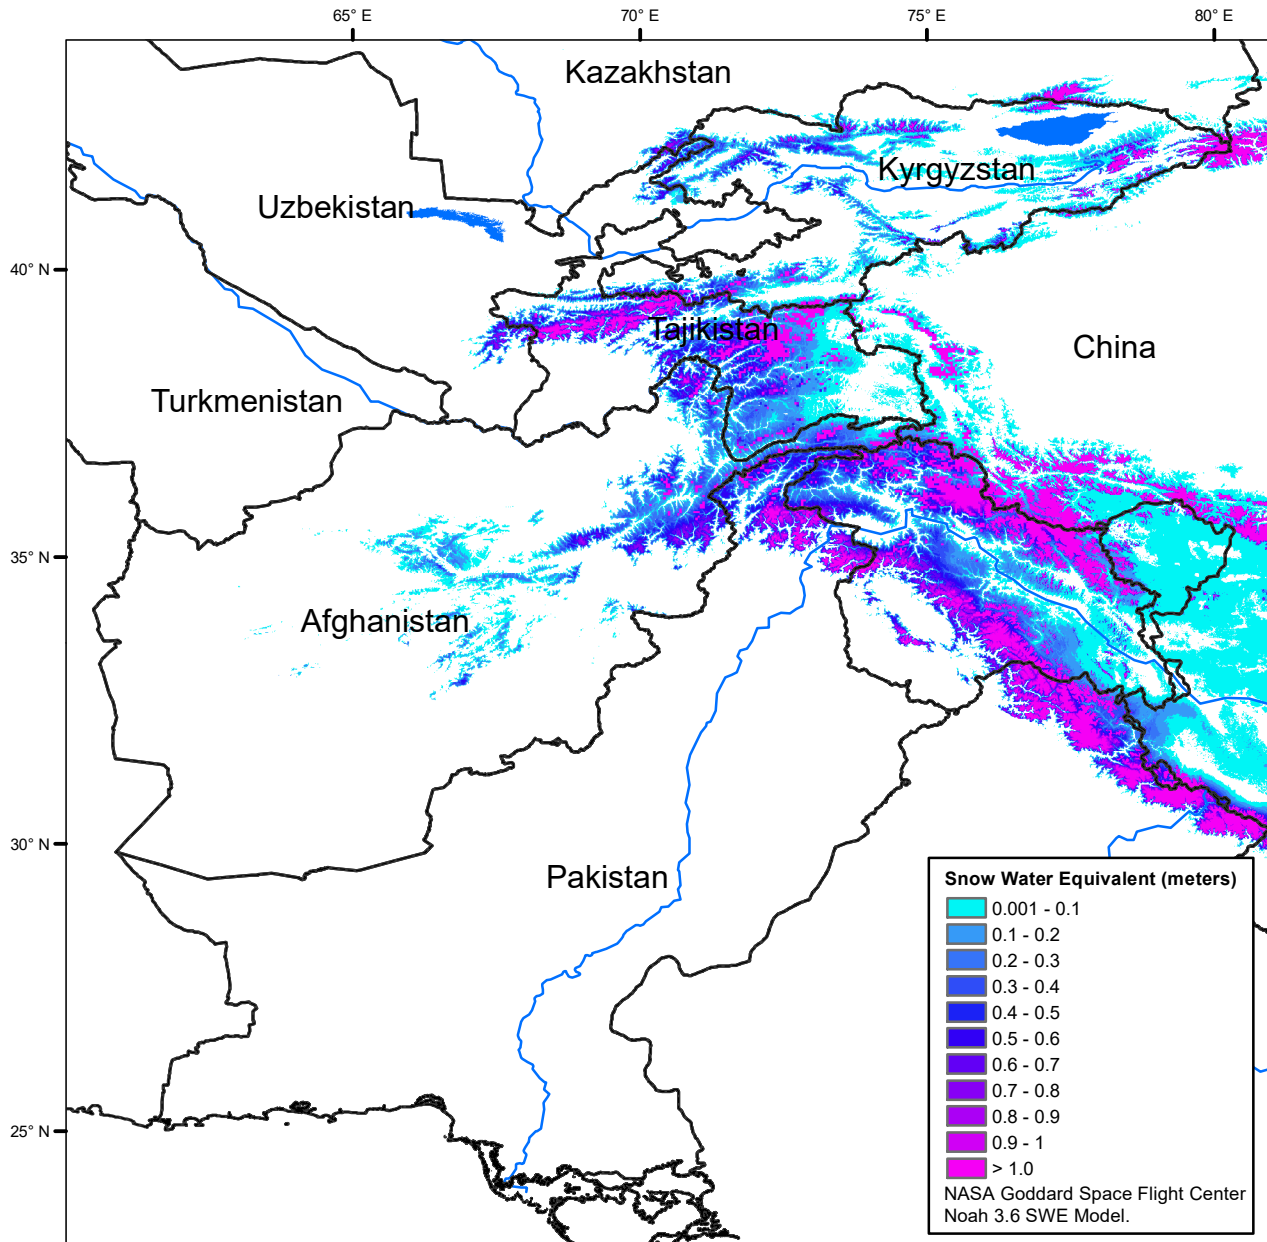 65° E
70° E
75° E
80° E
Kazakhstan
Kyrgyzstan
Uzbekistan
40° N
Tajikistan
China
Turkmenistan
35° N
Afghanistan
30° N
Pakistan
25° N
Snow Water Equivalent (meters)
0.001 - 0.1
0.1 - 0.2
0.2 - 0.3
0.3 - 0.4
0.4 - 0.5
0.5 - 0.6
0.6 - 0.7
0.7 - 0.8
0.8 - 0.9
0.9 - 1
> 1.0
NASA Goddard Space Flight Center
Noah 3.6 SWE Model.